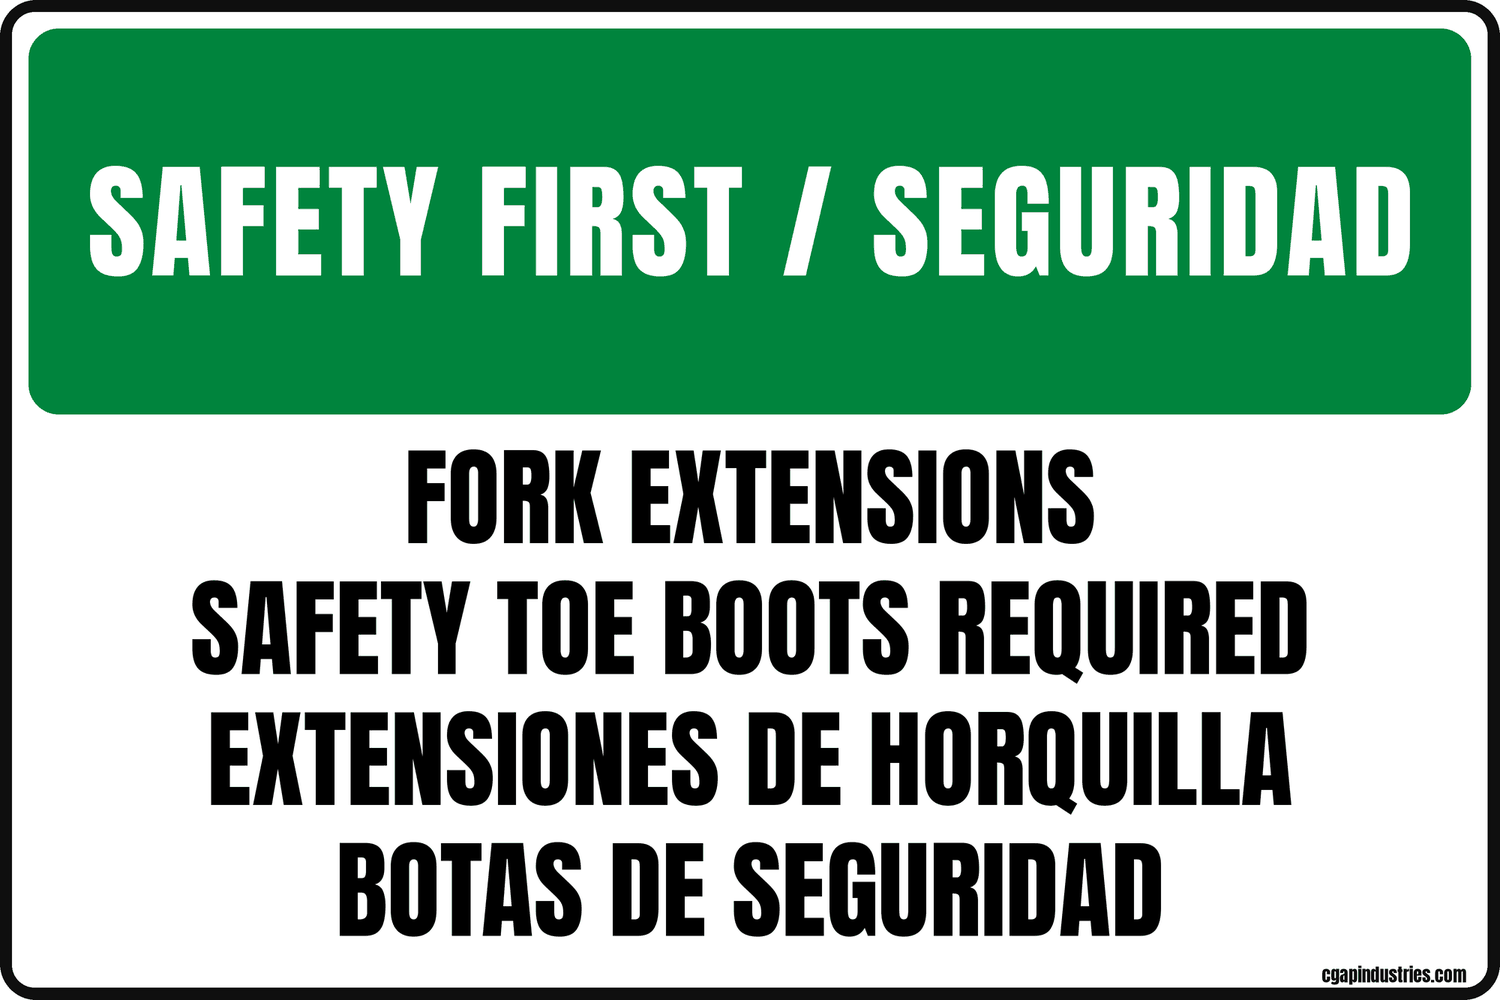 SAFETY FIRST / SEGURIDAD
FORK EXTENSIONS
SAFETY TOE BOOTS REQUIRED
EXTENSIONES DE HORQUILLA
BOTAS DE SEGURIDAD
cgapindustries.com